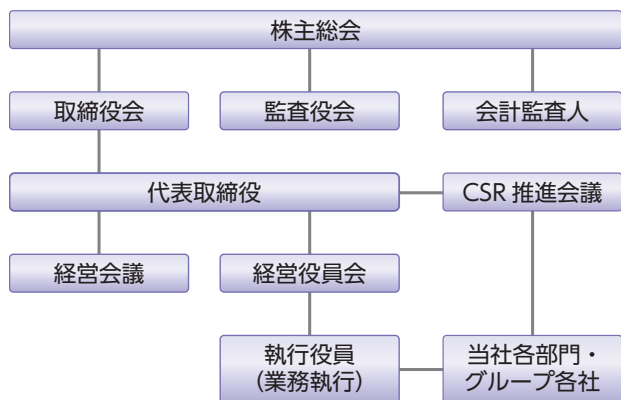 株主総会
取締役会
監査役会
会計監査人
代表取締役
CSR 推進会議
経営会議
経営役員会
執行役員
（業務執行）
当社各部門・
グループ各社